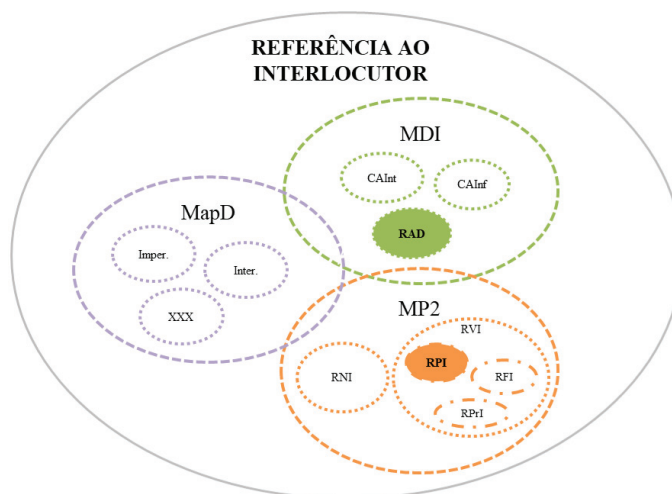 REFERÊNCIA AO
INTERLOCUTOR
MDI
CAInt
CAInf
RAD
MapD
Imper.
Inter.
XXX
MP2
RVI
RPI
RNI
RFI
RPrI